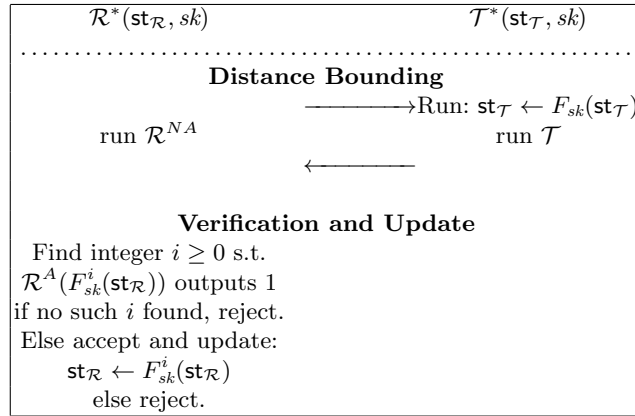 ℛ*(st_ℛ, sk) 𝒯*(st_𝒯, sk)
Distance Bounding
Run: st_𝒯 ← F_sk(st_𝒯)
run ℛ^NA run 𝒯
Verification and Update
Find integer i ≥ 0 s.t.
ℛ^A(F^i_sk(st_ℛ)) outputs 1
if no such i found, reject.
Else accept and update:
st_ℛ ← F^i_sk(st_ℛ)
else reject.